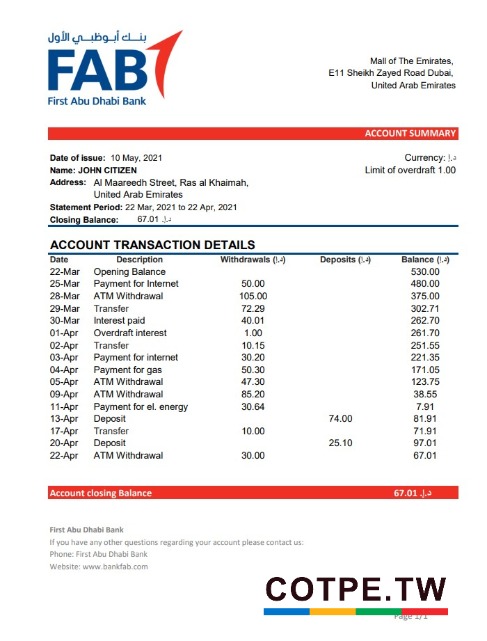 بنـك أبـوظبـي الأول
FAB
First Abu Dhabi Bank
Mall of The Emirates,
E11 Sheikh Zayed Road Dubai,
United Arab Emirates
ACCOUNT SUMMARY
Date of issue: 10 May, 2021 Currency: د.إ
Name: JOHN CITIZEN Limit of overdraft 1.00
Address: Al Maareedh Street, Ras al Khaimah,
United Arab Emirates
Statement Period: 22 Mar, 2021 to 22 Apr, 2021
Closing Balance: 67.01 د.إ
ACCOUNT TRANSACTION DETAILS
Date Description Withdrawals (د.إ) Deposits (د.إ) Balance (د.إ)
22-Mar Opening Balance 530.00
25-Mar Payment for Internet 50.00 480.00
28-Mar ATM Withdrawal 105.00 375.00
29-Mar Transfer 72.29 302.71
30-Mar Interest paid 40.01 262.70
01-Apr Overdraft interest 1.00 261.70
02-Apr Transfer 10.15 251.55
03-Apr Payment for internet 30.20 221.35
04-Apr Payment for gas 50.30 171.05
05-Apr ATM Withdrawal 47.30 123.75
09-Apr ATM Withdrawal 85.20 38.55
11-Apr Payment for el. energy 30.64 7.91
13-Apr Deposit 74.00 81.91
17-Apr Transfer 10.00 71.91
20-Apr Deposit 25.10 97.01
22-Apr ATM Withdrawal 30.00 67.01
Account closing Balance 67.01 د.إ
First Abu Dhabi Bank
If you have any other questions regarding your account please contact us:
Phone: First Abu Dhabi Bank
Website: www.bankfab.com
COTPE.TW
Page 1/1